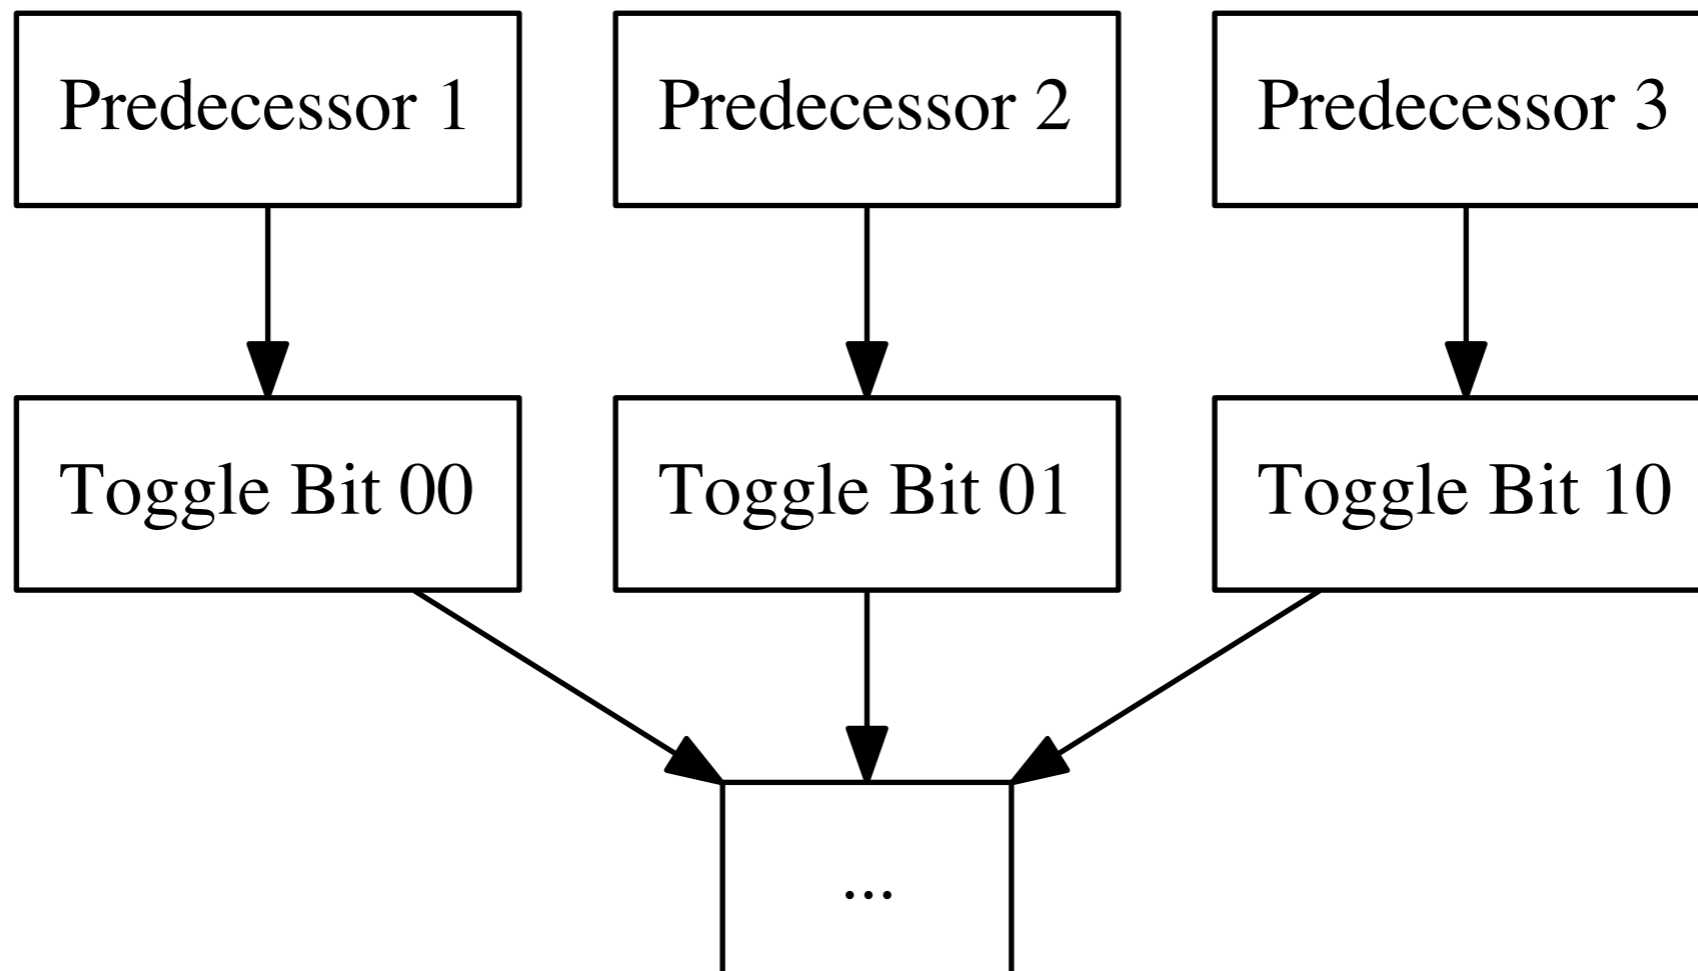 Predecessor 1
Predecessor 2
Predecessor 3
Toggle Bit 00
Toggle Bit 01
Toggle Bit 10
...